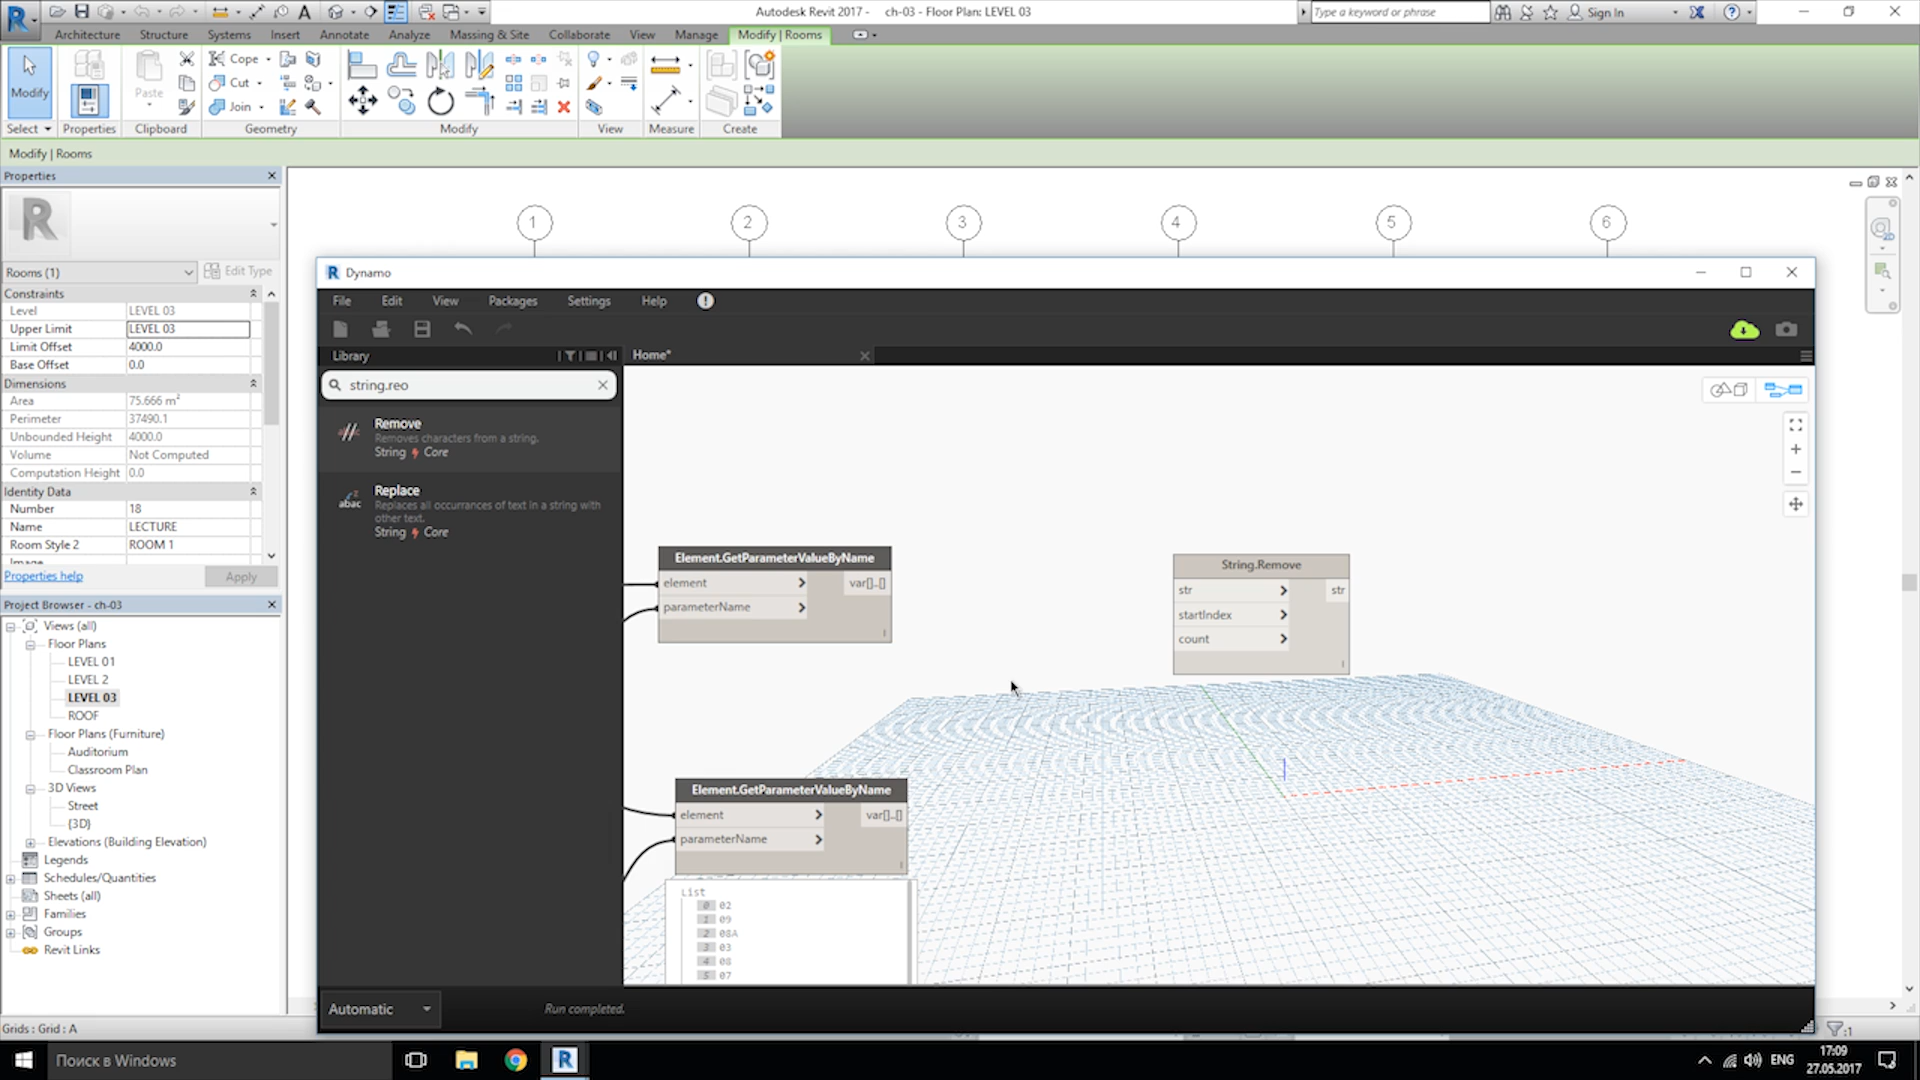 Autodesk Revit 2017 - ch-03 - Floor Plan: LEVEL 03
Type a keyword or phrase
Sign In
Architecture Structure Systems Insert Annotate Analyze Massing & Site Collaborate View Manage Modify | Rooms
Modify
Paste
Cope
Cut
Join
Select Properties Clipboard Geometry Modify View Measure Create
Modify | Rooms
Properties
Rooms (1) Edit Type
Constraints
Level LEVEL 03
Upper Limit LEVEL 03
Limit Offset 4000.0
Base Offset 0.0
Dimensions
Area 75.666 m²
Perimeter 37490.1
Unbounded Height 4000.0
Volume Not Computed
Computation Height 0.0
Identity Data
Number 18
Name LECTURE
Room Style 2 ROOM 1
Image
Properties help Apply
Project Browser - ch-03
Views (all)
Floor Plans
LEVEL 01
LEVEL 2
LEVEL 03
ROOF
Floor Plans (Furniture)
Auditorium
Classroom Plan
3D Views
Street
{3D}
Elevations (Building Elevation)
Legends
Schedules/Quantities
Sheets (all)
Families
Groups
Revit Links
Grids : Grid : A
1 2 3 4 5 6
Dynamo
File Edit View Packages Settings Help
Library
Home*
string.reo
Remove
Removes characters from a string.
String Core
Replace
abac
Replaces all occurrances of text in a string with
other text.
String Core
Element.GetParameterValueByName
element > var[]..[]
parameterName >
String.Remove
str > str
startIndex >
count >
Element.GetParameterValueByName
element > var[]..[]
parameterName >
List
0 02
1 09
2 08A
3 03
4 08
5 07
Automatic
Run completed.
:1
Поиск в Windows
ENG
17:09
27.05.2017